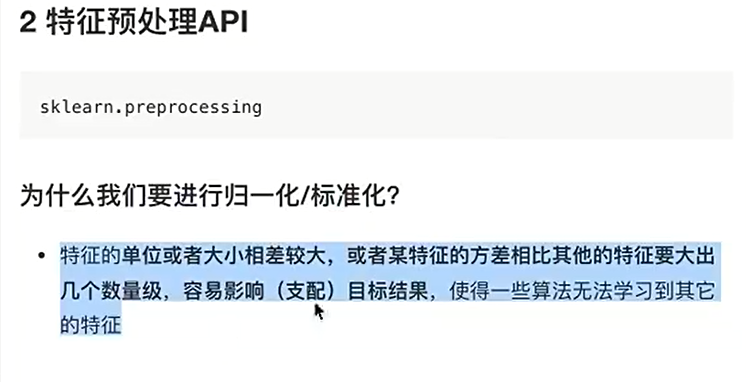 2 特征预处理API
sklearn.preprocessing
为什么我们要进行归一化/标准化？
• 特征的单位或者大小相差较大，或者某特征的方差相比其他的特征要大出
几个数量级，容易影响（支配）目标结果，使得一些算法无法学习到其它
的特征